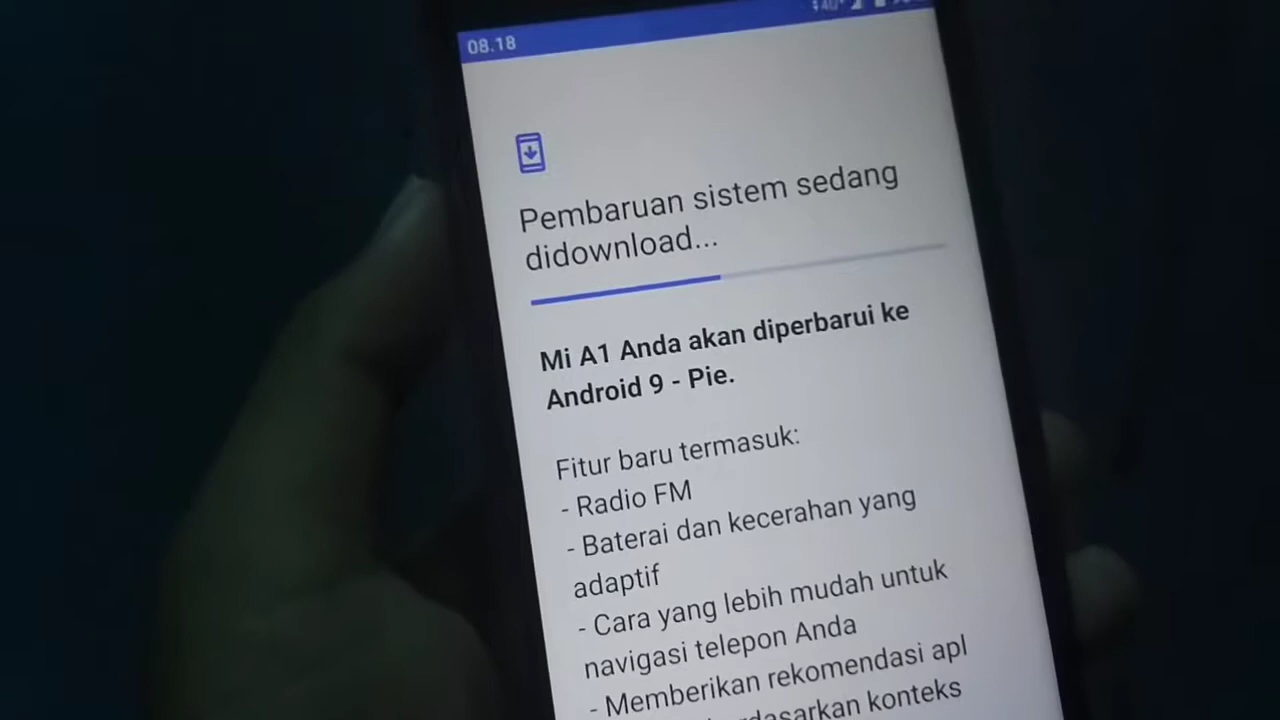 08.18
Pembaruan sistem sedang
didownload...
Mi A1 Anda akan diperbarui ke
Android 9 - Pie.
Fitur baru termasuk:
- Radio FM
- Baterai dan kecerahan yang
adaptif
- Cara yang lebih mudah untuk
navigasi telepon Anda
- Memberikan rekomendasi apl
konteks